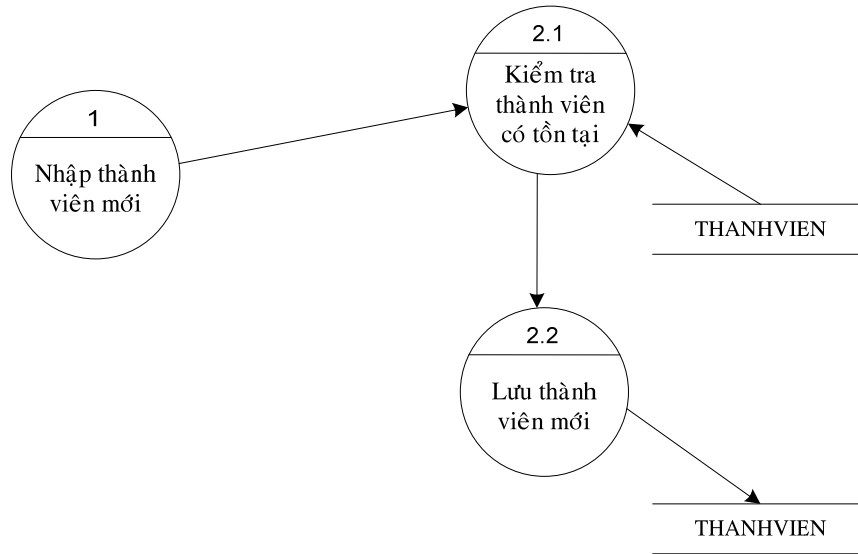 2.1
Kiểm tra
thành viên
có tồn tại
1
Nhập thành
viên mới
THANHVIEN
2.2
Lưu thành
viên mới
THANHVIEN